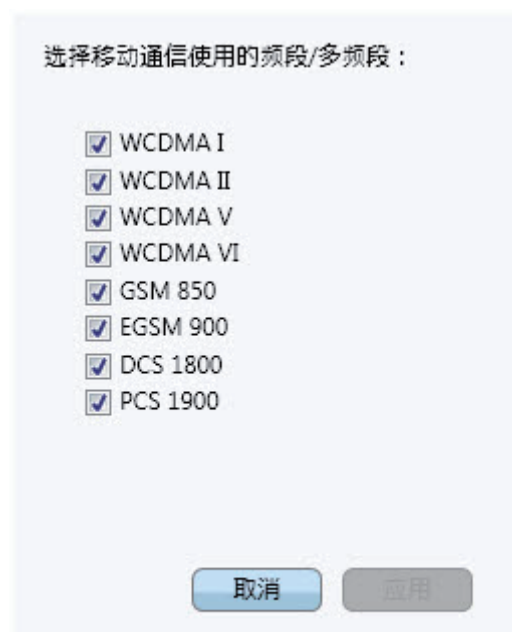 选择移动通信使用的频段/多频段：
WCDMA I
WCDMA II
WCDMA V
WCDMA VI
GSM 850
EGSM 900
DCS 1800
PCS 1900
取消
应用